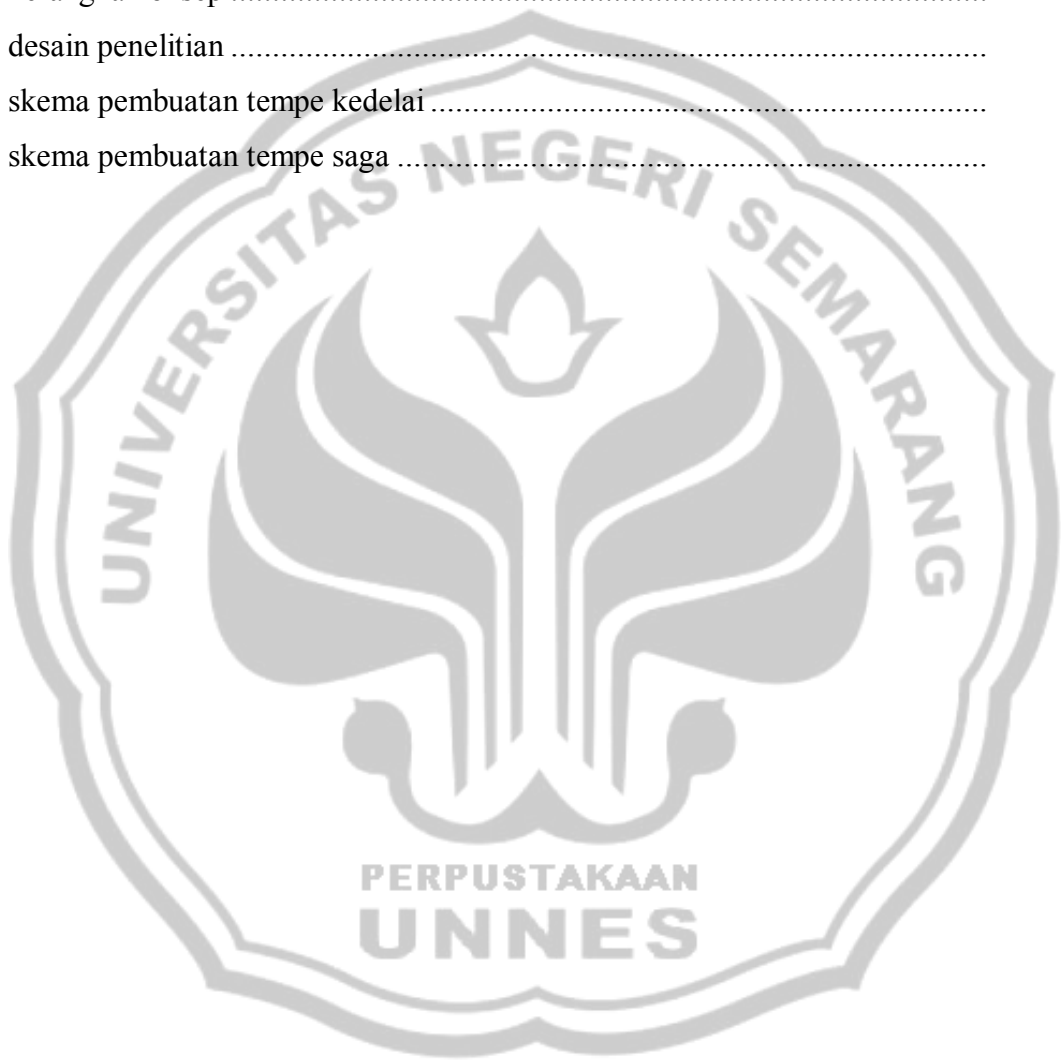 desain penelitian ...........................................................................
skema pembuatan tempe kedelai ........................................................
skema pembuatan tempe saga ...........................................................
UNIVERSITAS NEGERI SEMARANG
PERPUSTAKAAN
UNNES